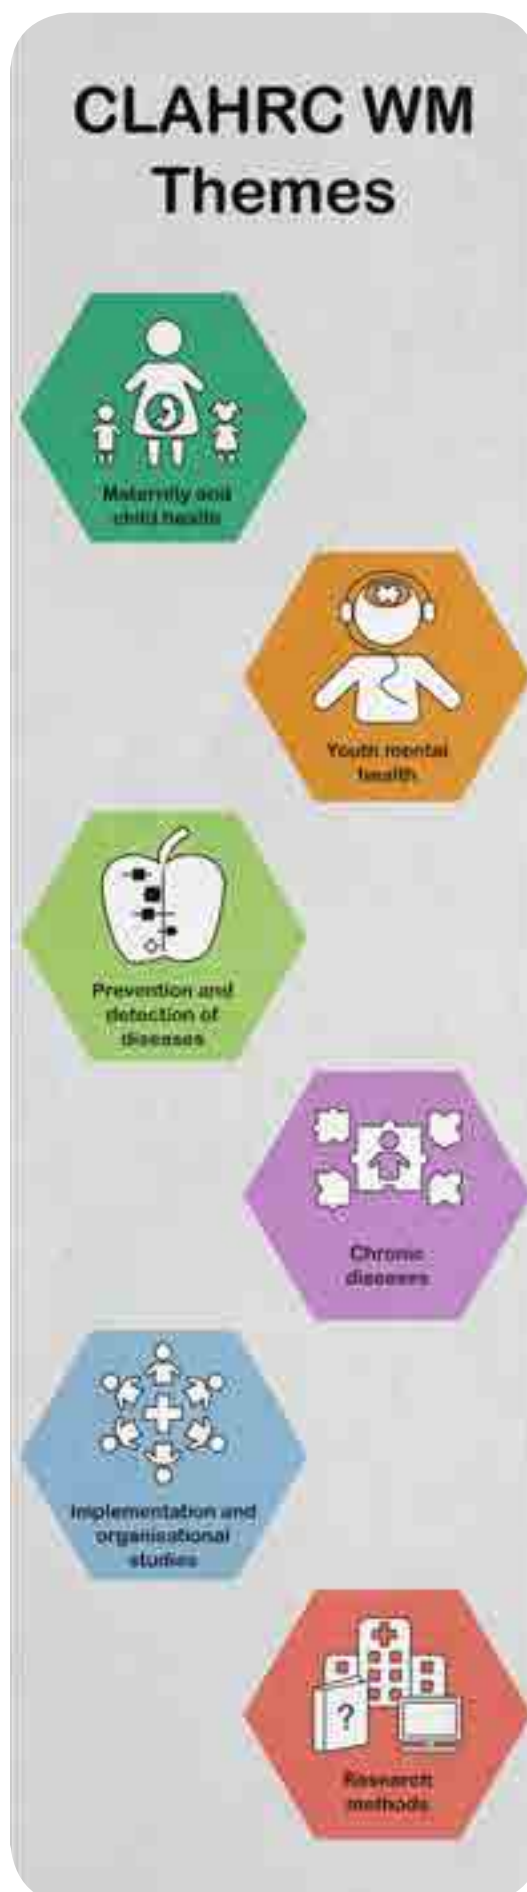 CLAHRC WM
Themes
Maternity and
child health
Youth mental
health
Prevention and
detection of
diseases
Chronic
diseases
Implementation and
organisational
studies
?
Research
methods